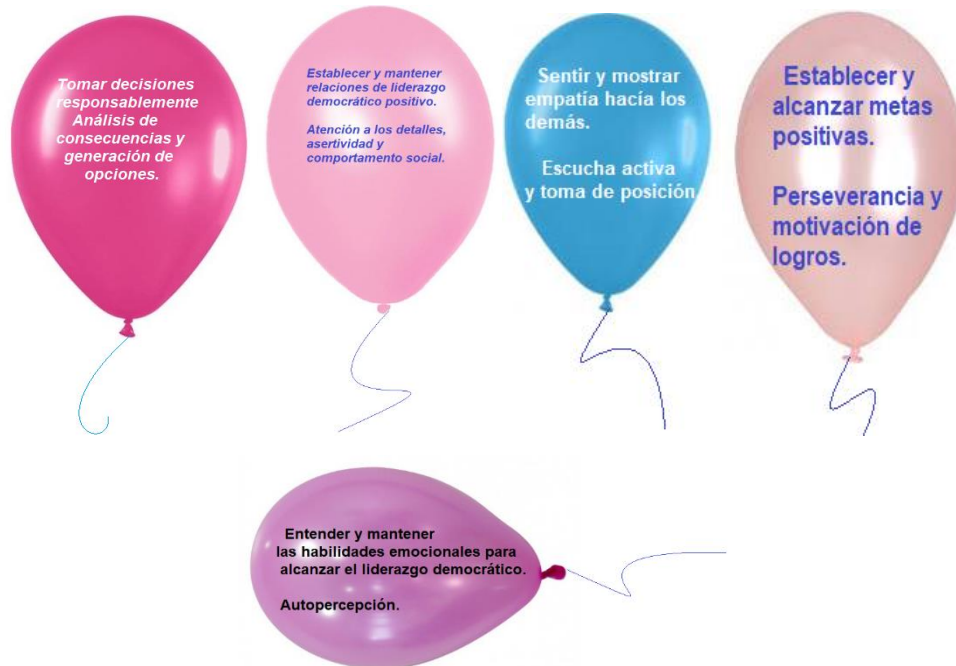 Tomar decisiones
responsablemente
Análisis de
consecuencias y
generación de
opciones.
Establecer y mantener
relaciones de liderazgo
democrático positivo.
Atención a los detalles,
asertividad y
comportamento social.
Sentir y mostrar
empatía hacía los
demás.
Escucha activa
y toma de posición.
Establecer y
alcanzar metas
positivas.
Perseverancia y
motivación de
logros.
Entender y mantener
las habilidades emocionales para
alcanzar el liderazgo democrático.
Autopercepción.